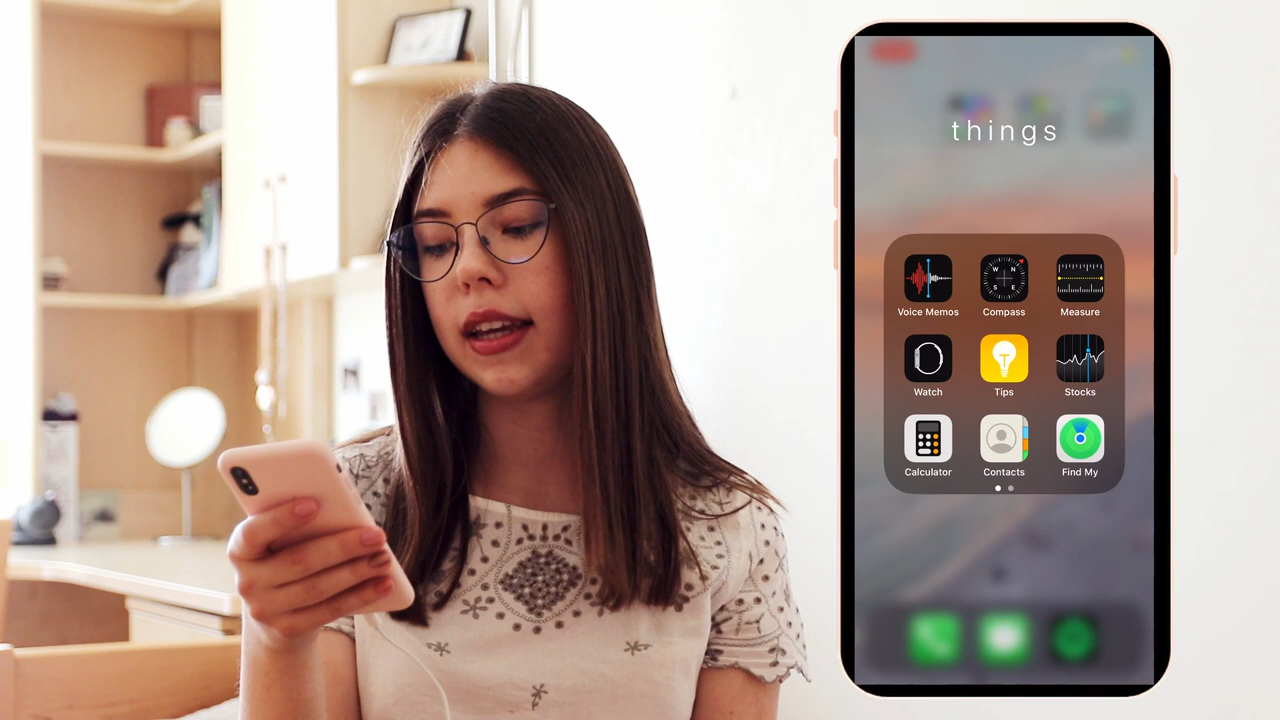 things
Voice Memos Compass Measure
Watch Tips Stocks
Calculator Contacts Find My
W N
S E